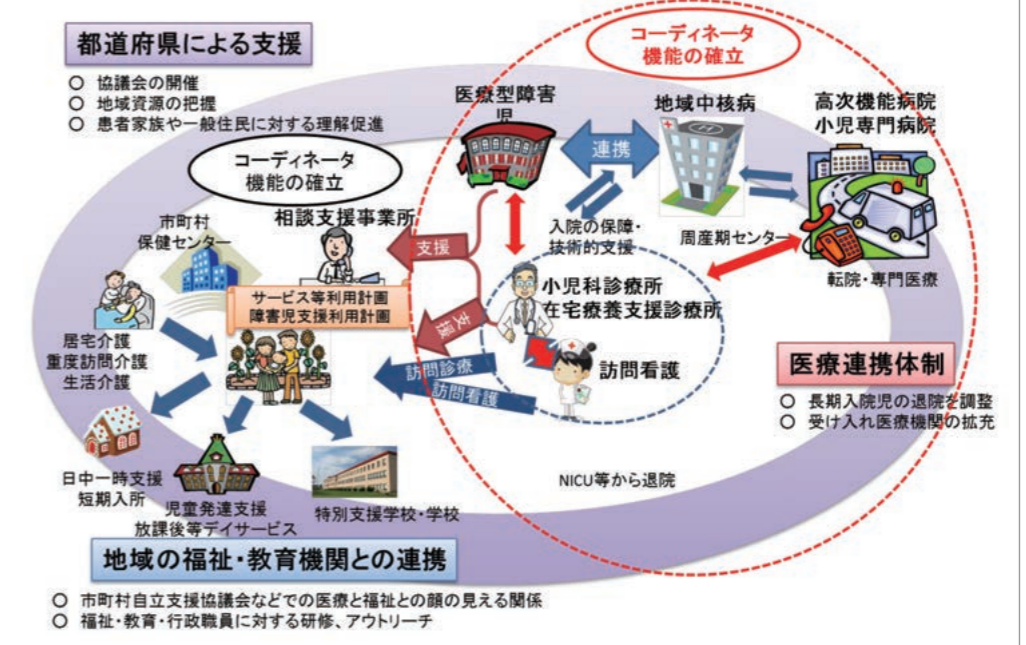 都道府県による支援
○ 協議会の開催
○ 地域資源の把握
○ 患者家族や一般住民に対する理解促進
コーディネータ
機能の確立
コーディネータ
機能の確立
医療型障害
児
連携
地域中核病
高次機能病院
小児専門病院
市町村
保健センター
相談支援事業所
支援
入院の保障・
技術的支援
周産期センター
転院・専門医療
サービス等利用計画
障害児支援利用計画
小児科診療所
在宅療養支援診療所
支援
居宅介護
重度訪問介護
生活介護
訪問診療
訪問看護
訪問看護
医療連携体制
○ 長期入院児の退院を調整
○ 受け入れ医療機関の拡充
日中一時支援
短期入所
児童発達支援
放課後等デイサービス
特別支援学校・学校
NICU等から退院
地域の福祉・教育機関との連携
○ 市町村自立支援協議会などでの医療と福祉との顔の見える関係
○ 福祉・教育・行政職員に対する研修、アウトリーチ
H